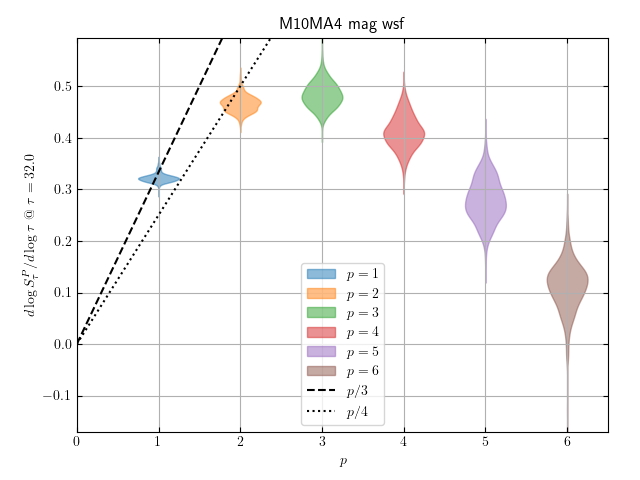 M10MA4 mag wsf
d log S_τ^P / d log τ @ τ = 32.0
0.5
0.4
0.3
0.2
0.1
0.0
−0.1
p = 1
p = 2
p = 3
p = 4
p = 5
p = 6
p/3
p/4
0 1 2 3 4 5 6
p